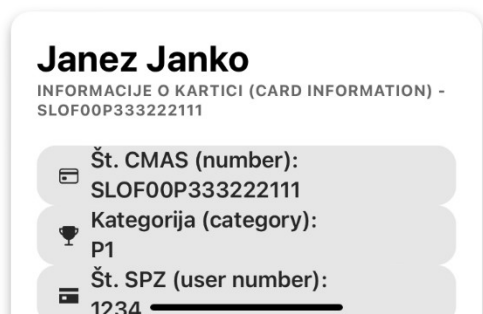 Janez Janko
INFORMACIJE O KARTICI (CARD INFORMATION) -
SLOF00P333222111
Št. CMAS (number):
SLOF00P333222111
Kategorija (category):
P1
Št. SPZ (user number):
1234